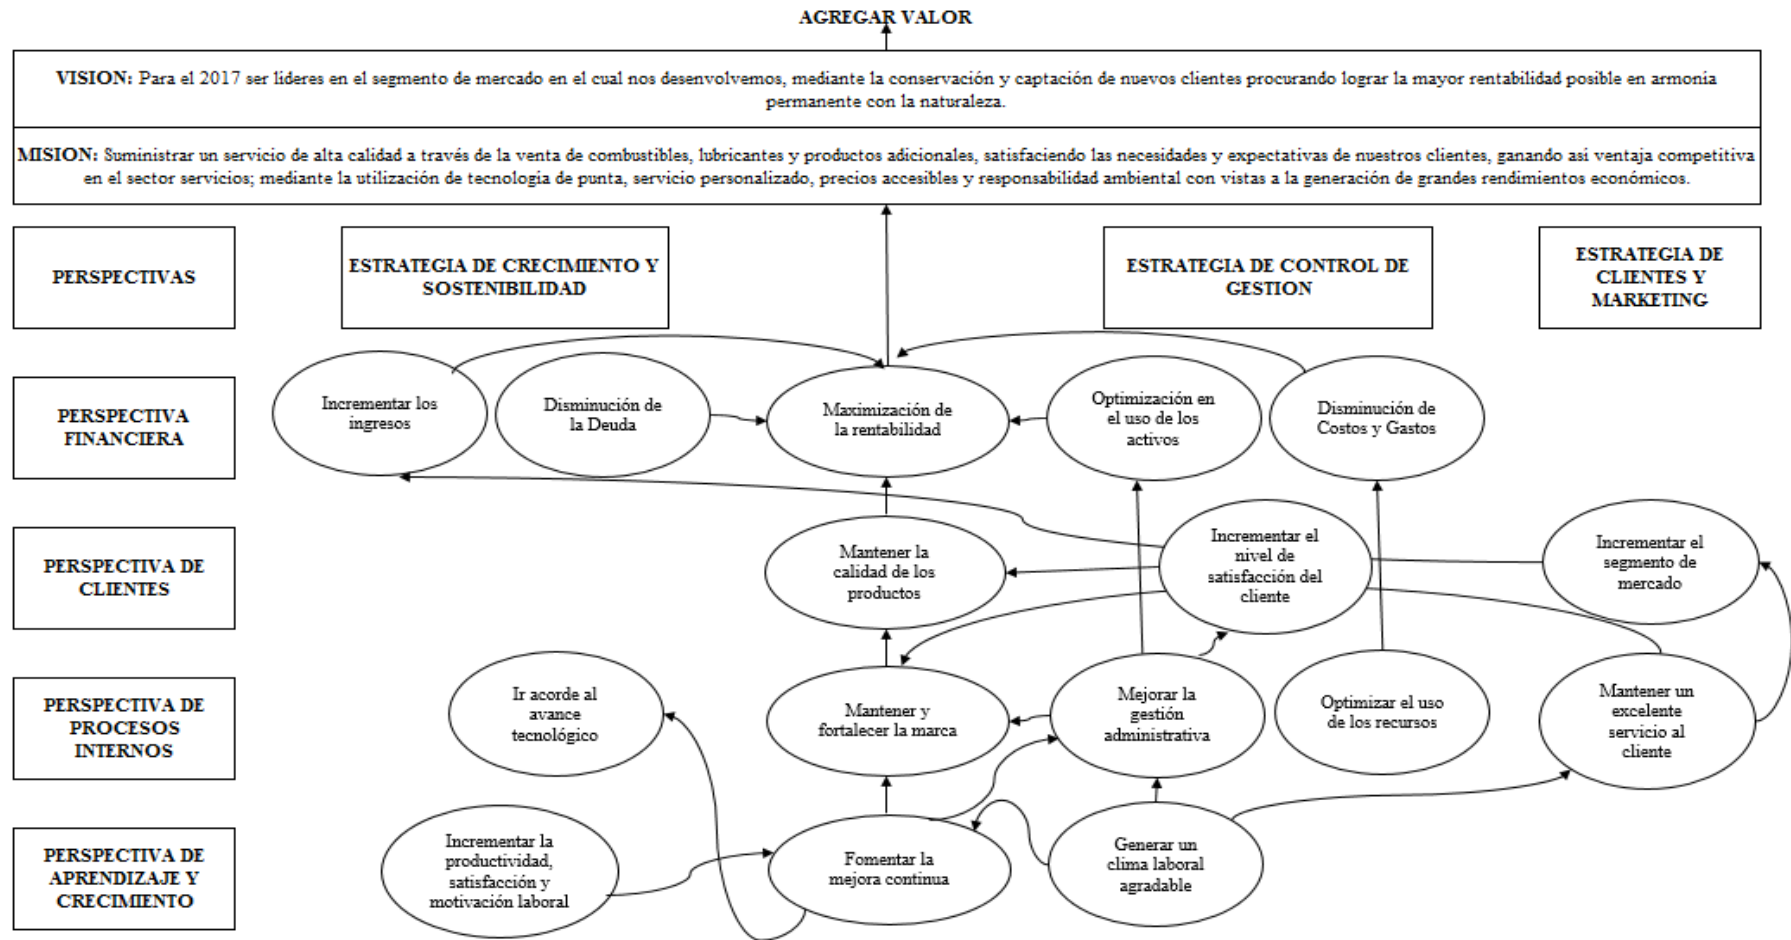 AGREGAR VALOR
VISION: Para el 2017 ser lideres en el segmento de mercado en el cual nos desenvolvemos, mediante la conservación y captación de nuevos clientes procurando lograr la mayor rentabilidad posible en armonia
permanente con la naturaleza.
MISION: Suministrar un servicio de alta calidad a través de la venta de combustibles, lubricantes y productos adicionales, satisfaciendo las necesidades y expectativas de nuestros clientes, ganando así ventaja competitiva
en el sector servicios; mediante la utilización de tecnología de punta, servicio personalizado, precios accesibles y responsabilidad ambiental con vistas a la generación de grandes rendimientos económicos.
PERSPECTIVAS
ESTRATEGIA DE CRECIMIENTO Y
SOSTENIBILIDAD
ESTRATEGIA DE CONTROL DE
GESTION
ESTRATEGIA DE
CLIENTES Y
MARKETING
PERSPECTIVA
FINANCIERA
Incrementar los
ingresos
Disminución de
la Deuda
Maximización de
la rentabilidad
Optimización en
el uso de los
activos
Disminución de
Costos y Gastos
PERSPECTIVA DE
CLIENTES
Mantener la
calidad de los
productos
Incrementar el
nivel de
satisfacción del
cliente
Incrementar el
segmento de
mercado
PERSPECTIVA DE
PROCESOS
INTERNOS
Ir acorde al
avance
tecnológico
Mantener y
fortalecer la marca
Mejorar la
gestión
administrativa
Optimizar el uso
de los recursos
Mantener un
excelente
servicio al
cliente
PERSPECTIVA DE
APRENDIZAJE Y
CRECIMIENTO
Incrementar la
productividad,
satisfacción y
motivación laboral
Fomentar la
mejora continua
Generar un
clima laboral
agradable